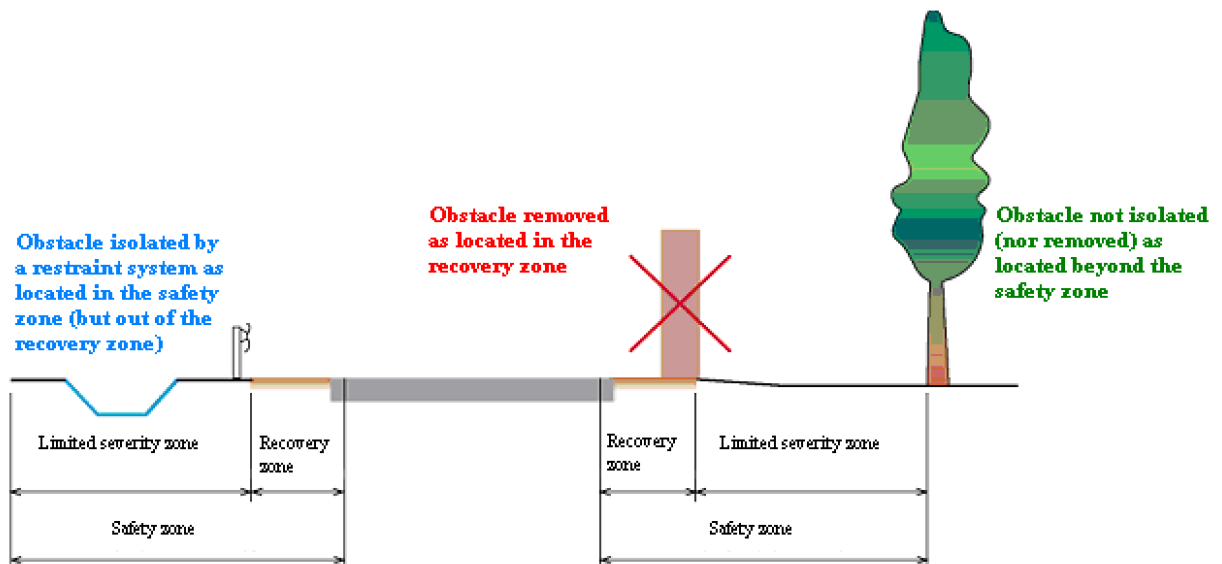 Obstacle isolated by
a restraint system as
located in the safety
zone (but out of the
recovery zone)
Obstacle removed
as located in the
recovery zone
Obstacle not isolated
(nor removed) as
located beyond the
safety zone
Limited severity zone
Recovery
zone
Recovery
zone
Limited severity zone
Safety zone
Safety zone